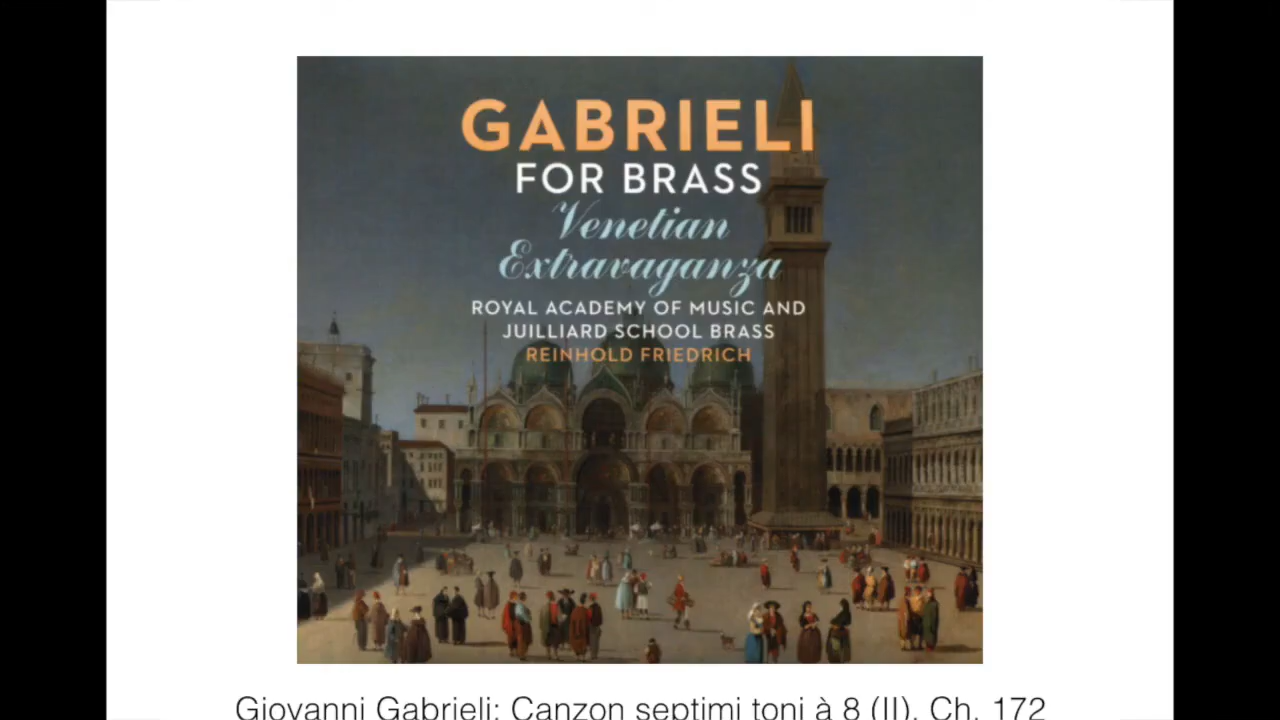 GABRIELI
FOR BRASS
Venetian
Extravaganza
ROYAL ACADEMY OF MUSIC AND
JUILLIARD SCHOOL BRASS
REINHOLD FRIEDRICH
Giovanni Gabrieli: Canzon septimi toni à 8 (II), Ch. 172